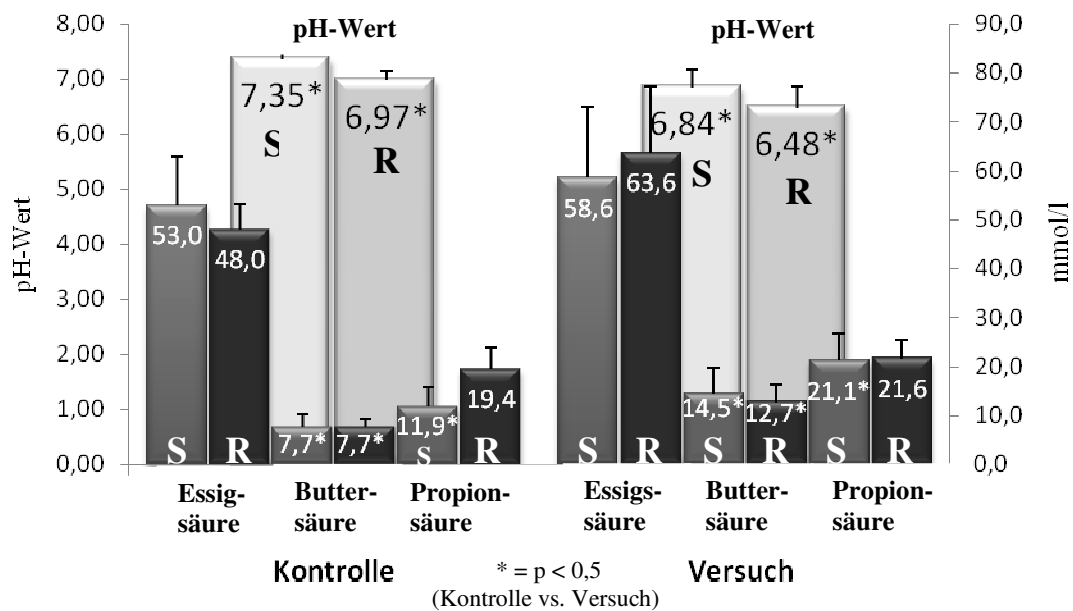 pH-Wert pH-Wert
8,00
7,00
6,00
5,00
4,00
3,00
2,00
1,00
0,00
pH-Wert
90,0
80,0
70,0
60,0
50,0
40,0
30,0
20,0
10,0
0,0
mmol/l
7,35*
S
6,97*
R
53,0
S
48,0
R
7,7*
7,7*
11,9*
S
19,4
R
6,84*
S
6,48*
R
58,6
S
63,6
R
14,5*
S
12,7*
R
21,1*
S
21,6
R
Essig-
säure
Butter-
säure
Propion-
säure
Essigs-
säure
Butter-
säure
Propion-
säure
Kontrolle
* = p < 0,5
(Kontrolle vs. Versuch)
Versuch